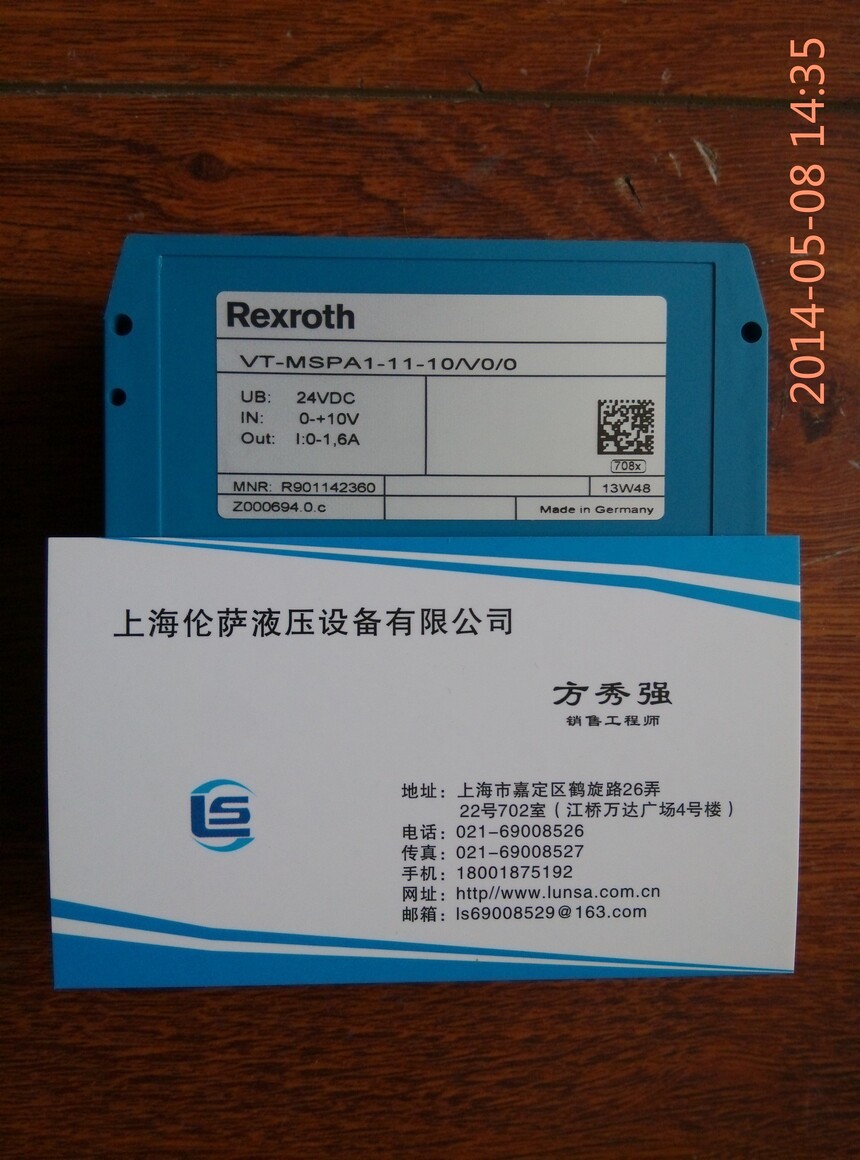 2014-05-08 14:35
Rexroth
VT-MSPA1-11-10/V0/0
UB: 24VDC
IN: 0-+10V
Out: I:0-1,6A
708x
MNR: R901142360
13W48
Z000694.0.c
Made in Germany
上海伦萨液压设备有限公司
方秀强
销售工程师
LS
地址：上海市嘉定区鹤旋路26弄
22号702室（江桥万达广场4号楼）
电话：021-69008526
传真：021-69008527
手机：18001875192
网址：http//www.lunsa.com.cn
邮箱：ls69008529@163.com